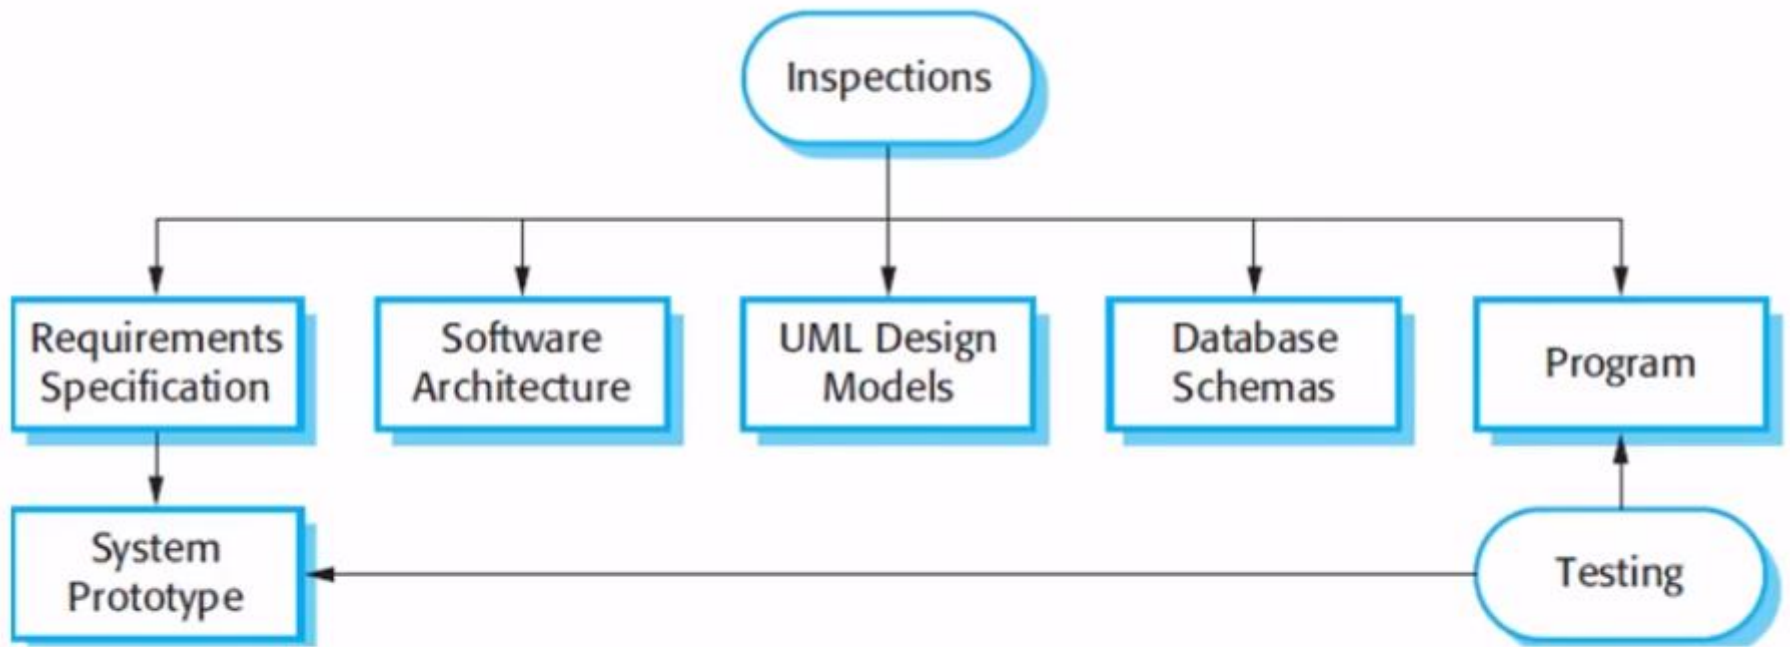 Inspections
Requirements
Specification
Software
Architecture
UML Design
Models
Database
Schemas
Program
System
Prototype
Testing